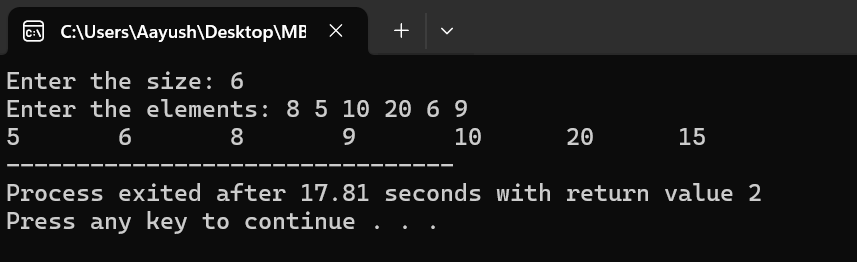 C:\Users\Aayush\Desktop\MB
Enter the size: 6
Enter the elements: 8 5 10 20 6 9
5 6 8 9 10 20 15
--------------------------------
Process exited after 17.81 seconds with return value 2
Press any key to continue . . .